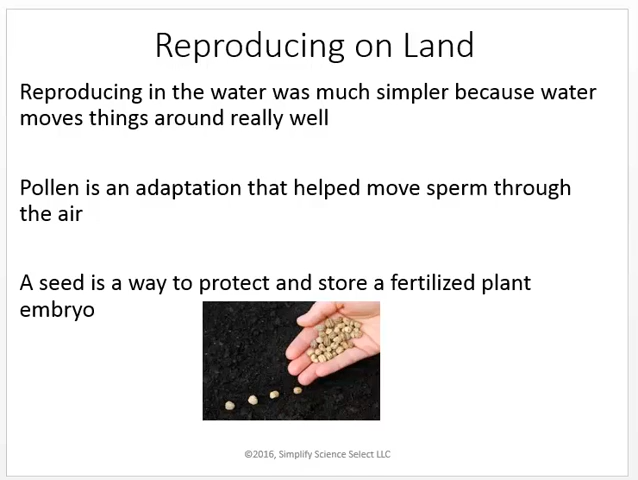 Reproducing on Land
Reproducing in the water was much simpler because water
moves things around really well
Pollen is an adaptation that helped move sperm through
the air
A seed is a way to protect and store a fertilized plant
embryo
©2016, Simplify Science Select LLC